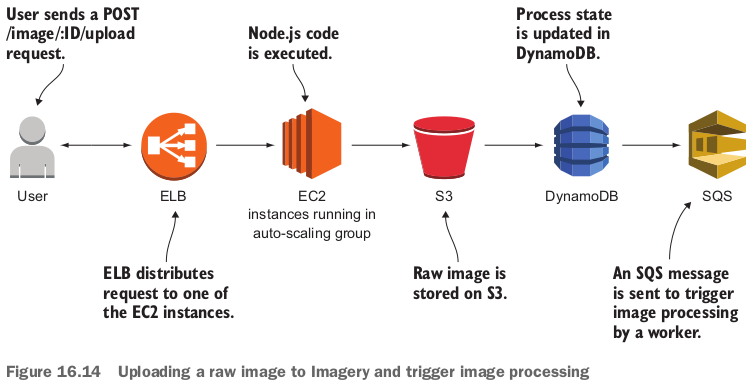 User sends a POST
/image/:ID/upload
request.
Node.js code
is executed.
Process state
is updated in
DynamoDB.
User
ELB
EC2
instances running in
auto-scaling group
S3
DynamoDB
SQS
ELB distributes
request to one of
the EC2 instances.
Raw image is
stored on S3.
An SQS message
is sent to trigger
image processing
by a worker.
Figure 16.14 Uploading a raw image to Imagery and trigger image processing